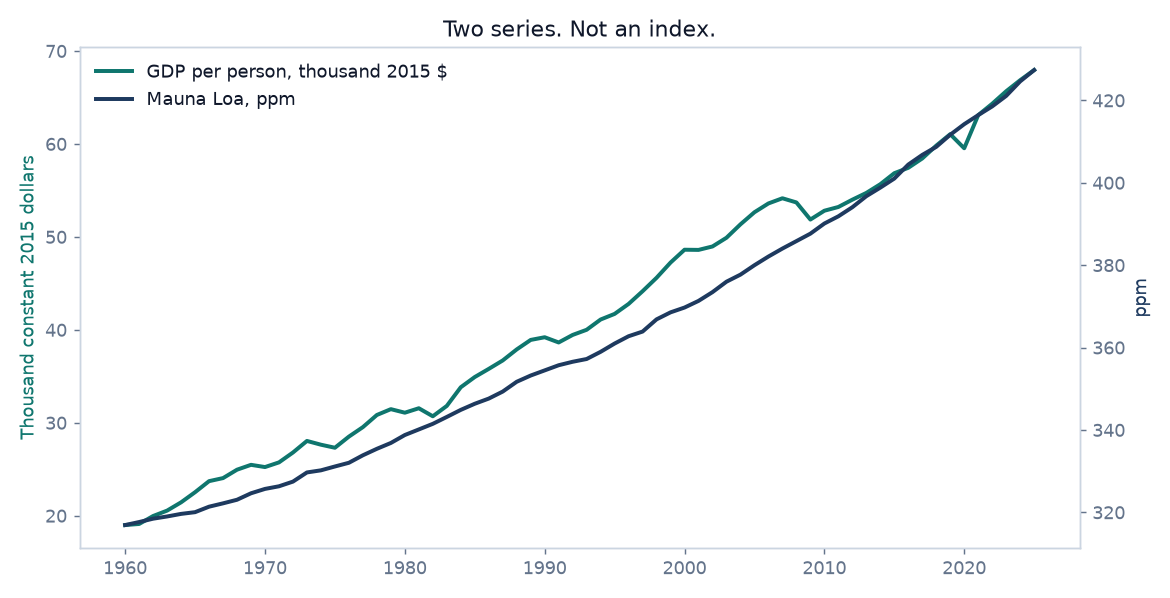 Two series. Not an index.
GDP per person, thousand 2015 $
Mauna Loa, ppm
Thousand constant 2015 dollars
70
60
50
40
30
20
420
400
380
360
340
320
ppm
1960 1970 1980 1990 2000 2010 2020